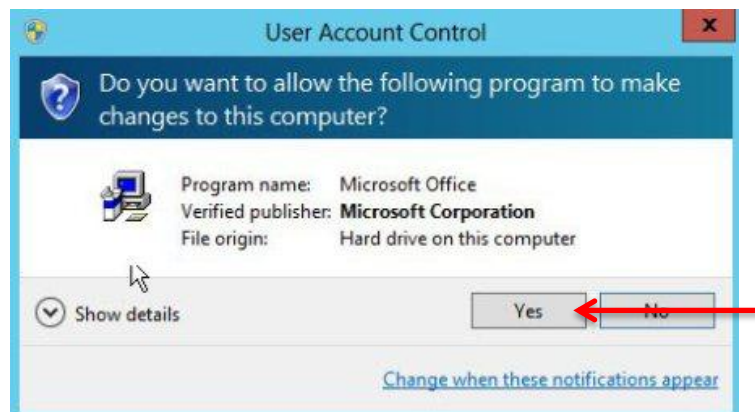 User Account Control
x
Do you want to allow the following program to make
changes to this computer?
Program name: Microsoft Office
Verified publisher: Microsoft Corporation
File origin: Hard drive on this computer
Show details
Yes
No
Change when these notifications appear